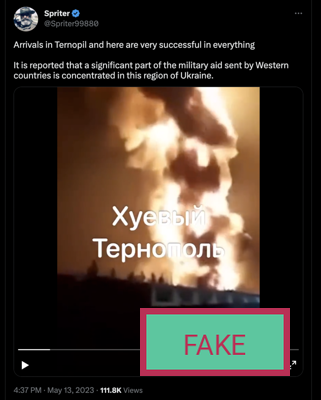 Spriter
@Spriter99880
Arrivals in Ternopil and here are very successful in everything
It is reported that a significant part of the military aid sent by Western
countries is concentrated in this region of Ukraine.
Хуевый
Тернополь
FAKE
4:37 PM · May 13, 2023 · 111.8K Views